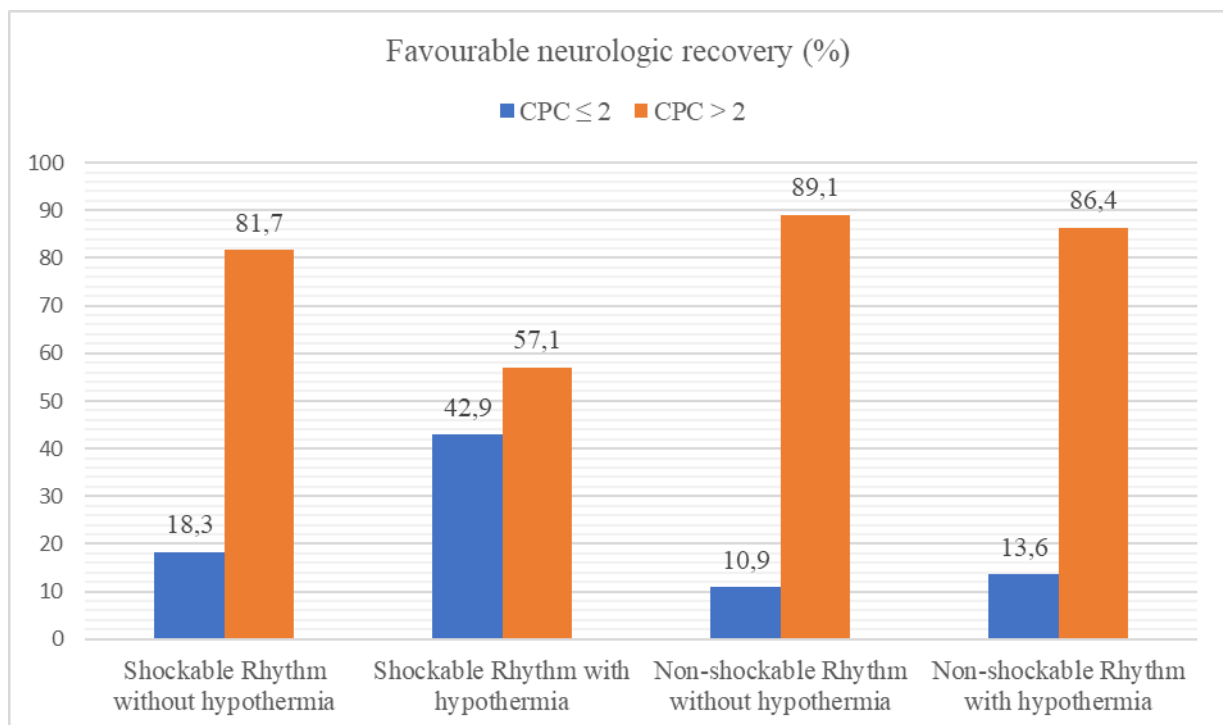 Favourable neurologic recovery (%)
CPC ≤ 2 CPC > 2
100
90
80
70
60
50
40
30
20
10
0
81,7
18,3
57,1
42,9
89,1
10,9
86,4
13,6
Shockable Rhythm
without hypothermia
Shockable Rhythm with
hypothermia
Non-shockable Rhythm
without hypothermia
Non-shockable Rhythm
with hypothermia